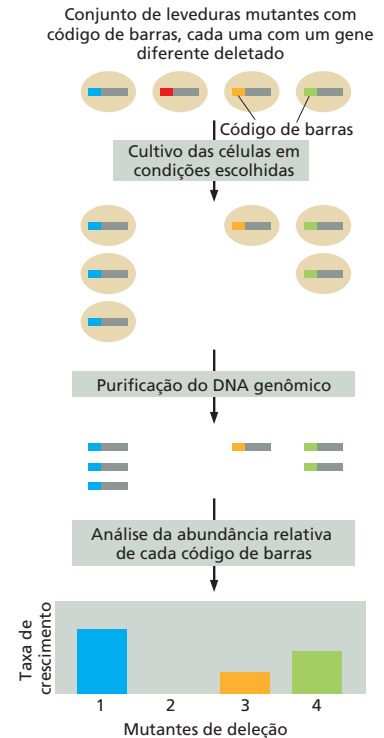 Conjunto de leveduras mutantes com
código de barras, cada uma com um gene
diferente deletado
Código de barras
Cultivo das células em
condições escolhidas
Purificação do DNA genômico
Análise da abundância relativa
de cada código de barras
Taxa de
crescimento
1 2 3 4
Mutantes de deleção